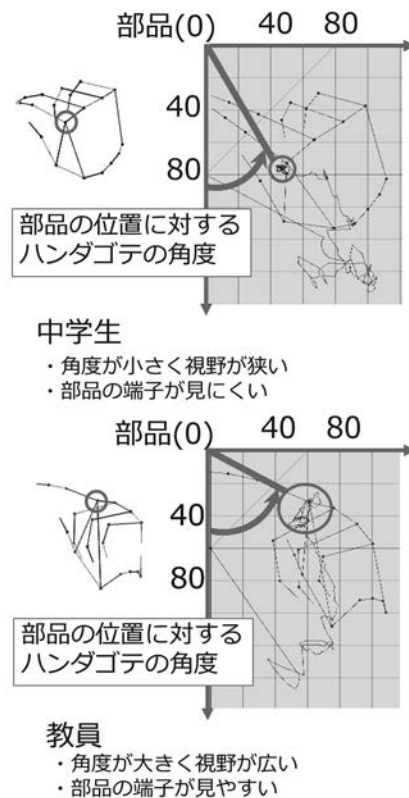 部品(0) 40 80
40
80
部品の位置に対する
ハンダゴテの角度
中学生
・角度が小さく視野が狭い
・部品の端子が見にくい
部品(0) 40 80
40
80
部品の位置に対する
ハンダゴテの角度
教員
・角度が大きく視野が広い
・部品の端子が見やすい